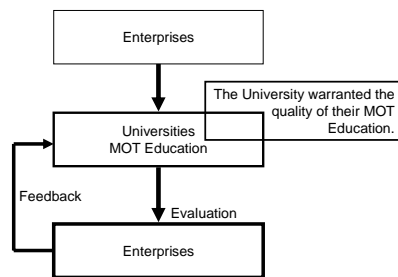 Enterprises
The University warranted the
quality of their MOT
Education.
Universities
MOT Education
Feedback
Evaluation
Enterprises